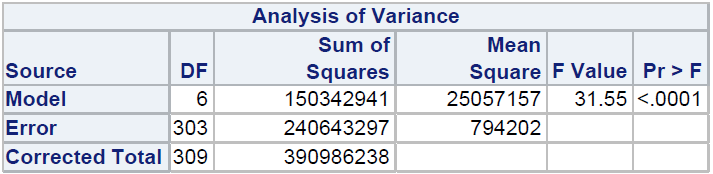 Analysis of Variance
Sum of Mean
Source DF Squares Square F Value Pr > F
Model 6 150342941 25057157 31.55 <.0001
Error 303 240643297 794202
Corrected Total 309 390986238